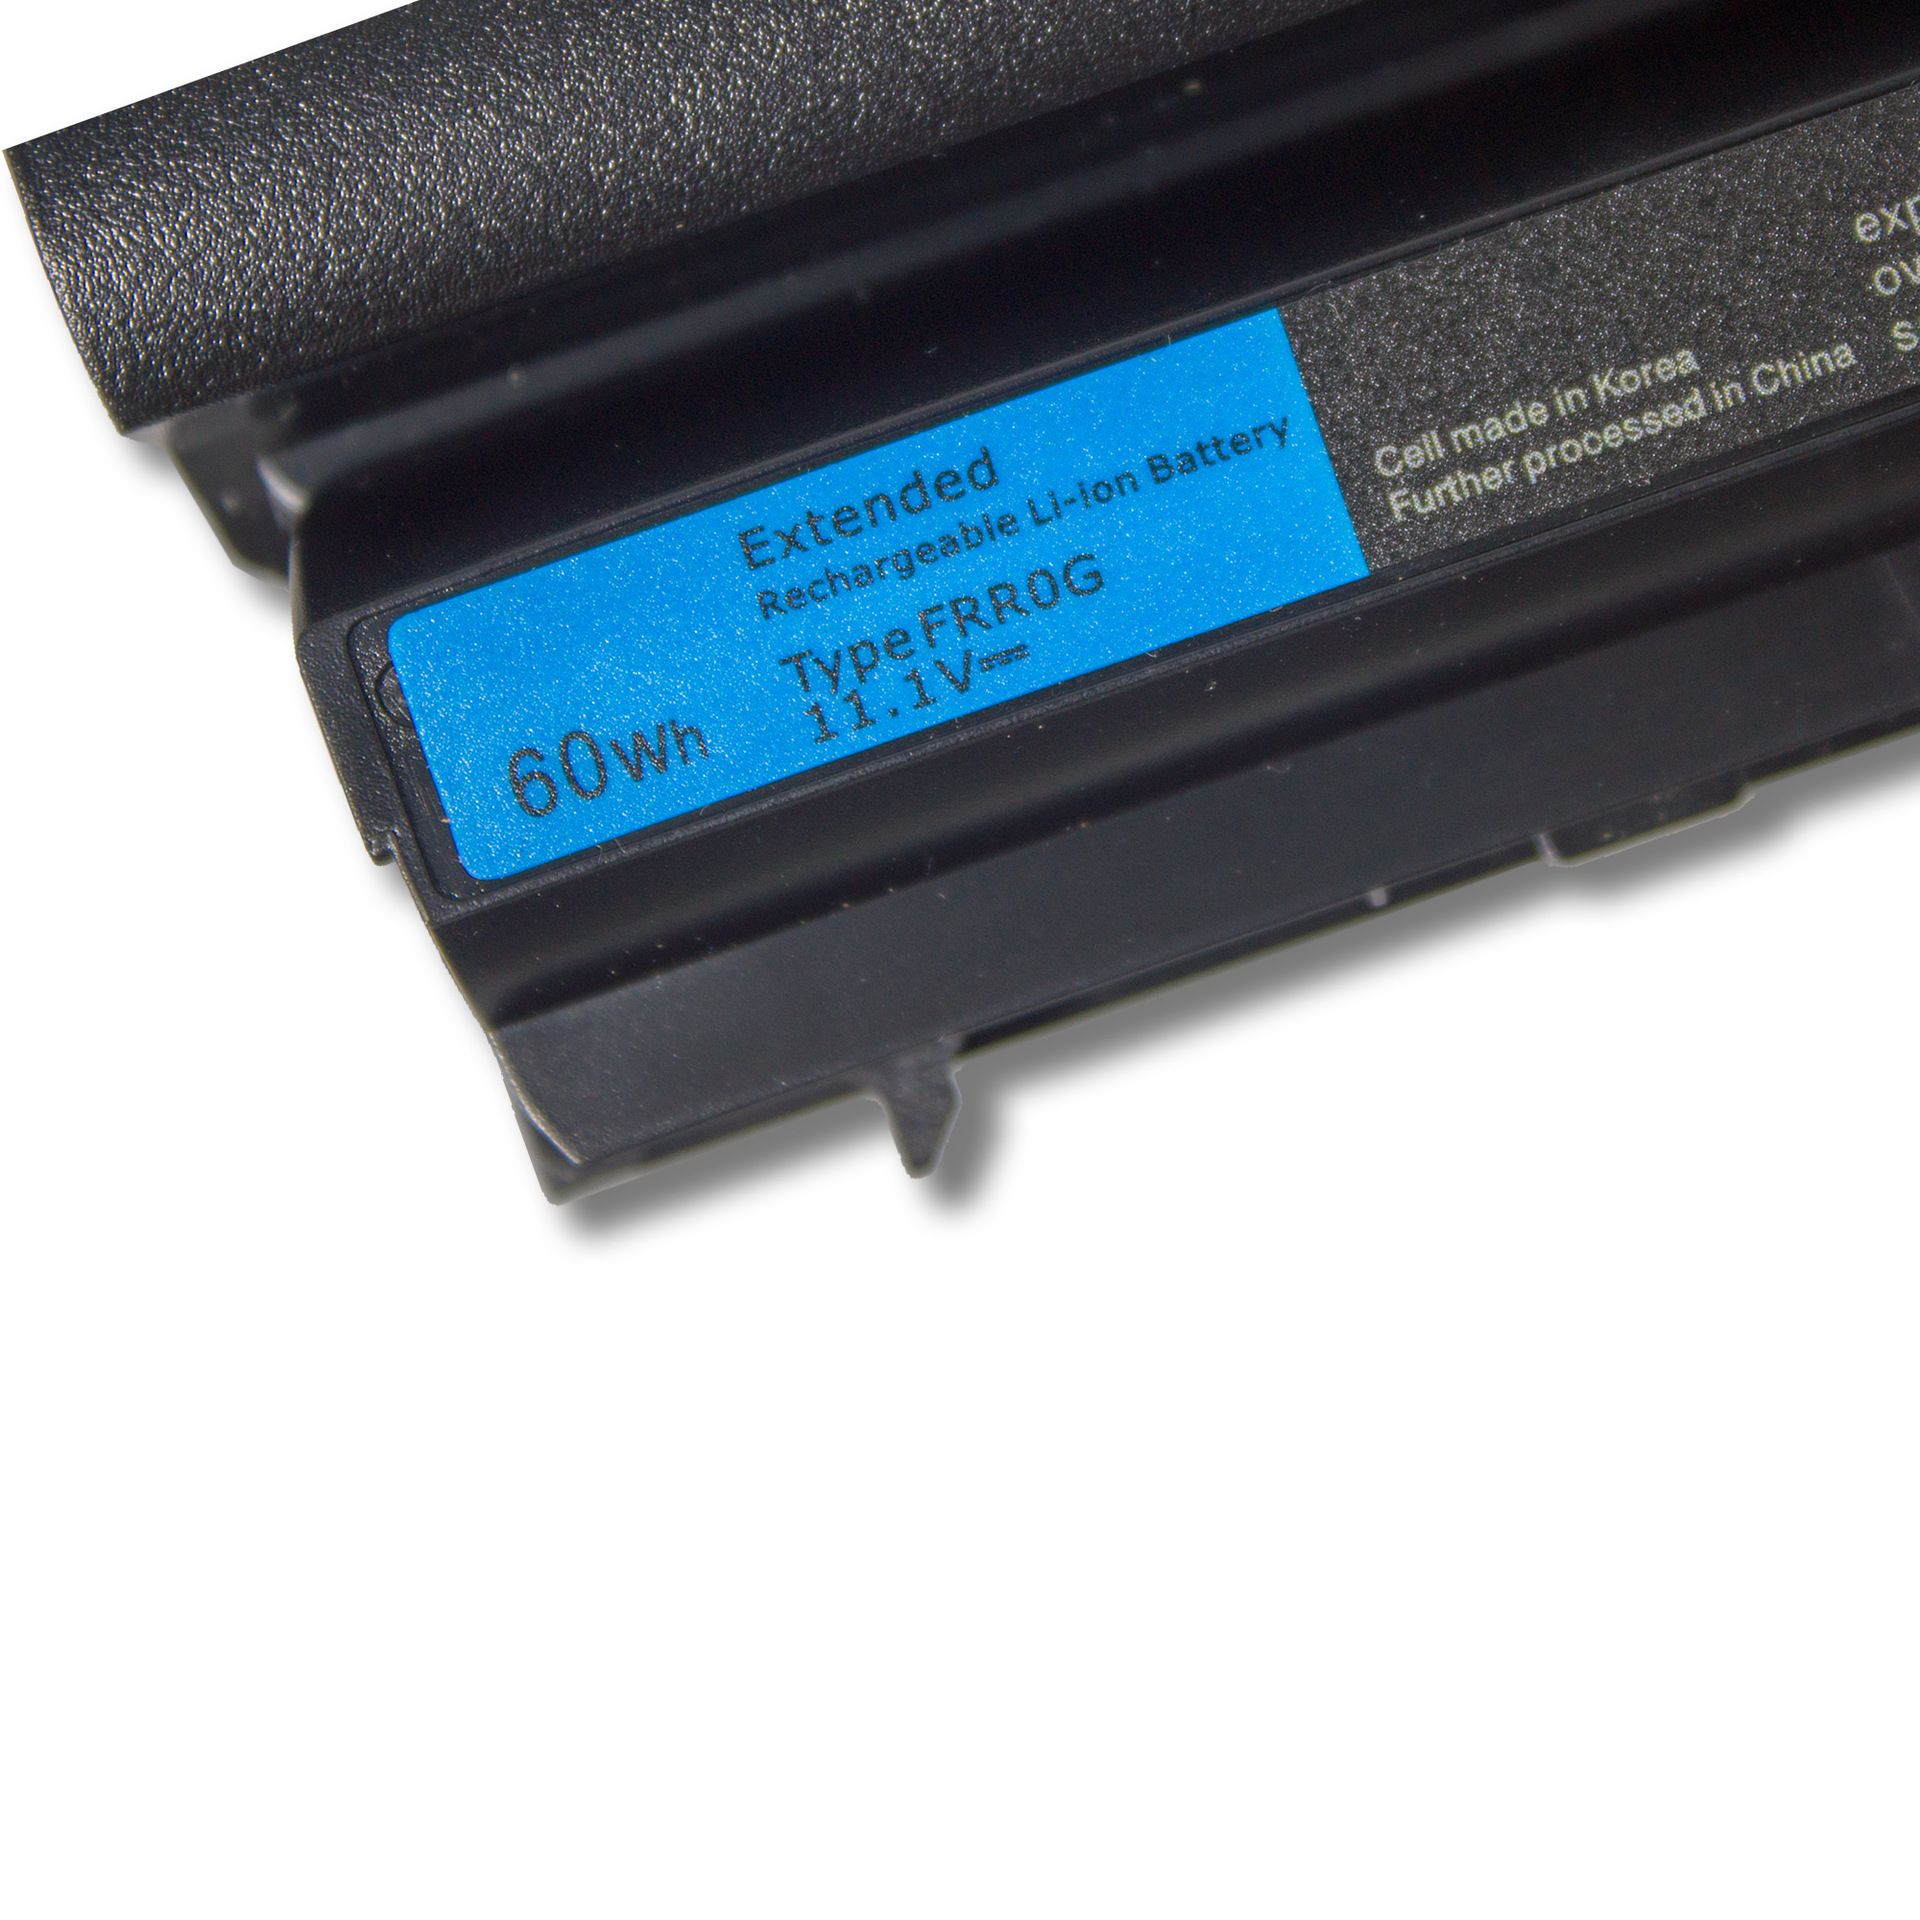 Extended
Rechargeable Li-ion Battery
Type FRR0G
11.1V⎓
60Wh
Cell made in Korea
Further processed in China